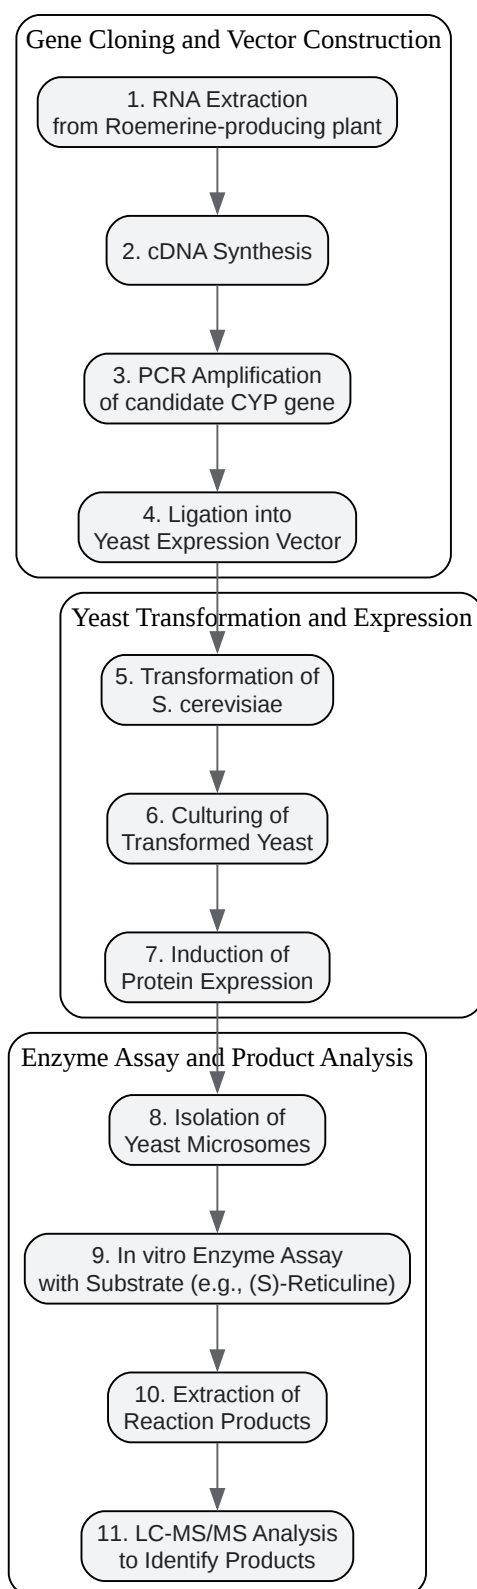 Gene Cloning and Vector Construction
1. RNA Extraction
from Roemerine-producing plant
2. cDNA Synthesis
3. PCR Amplification
of candidate CYP gene
4. Ligation into
Yeast Expression Vector
Yeast Transformation and Expression
5. Transformation of
S. cerevisiae
6. Culturing of
Transformed Yeast
7. Induction of
Protein Expression
Enzyme Assay and Product Analysis
8. Isolation of
Yeast Microsomes
9. In vitro Enzyme Assay
with Substrate (e.g., (S)-Reticuline)
10. Extraction of
Reaction Products
11. LC-MS/MS Analysis
to Identify Products